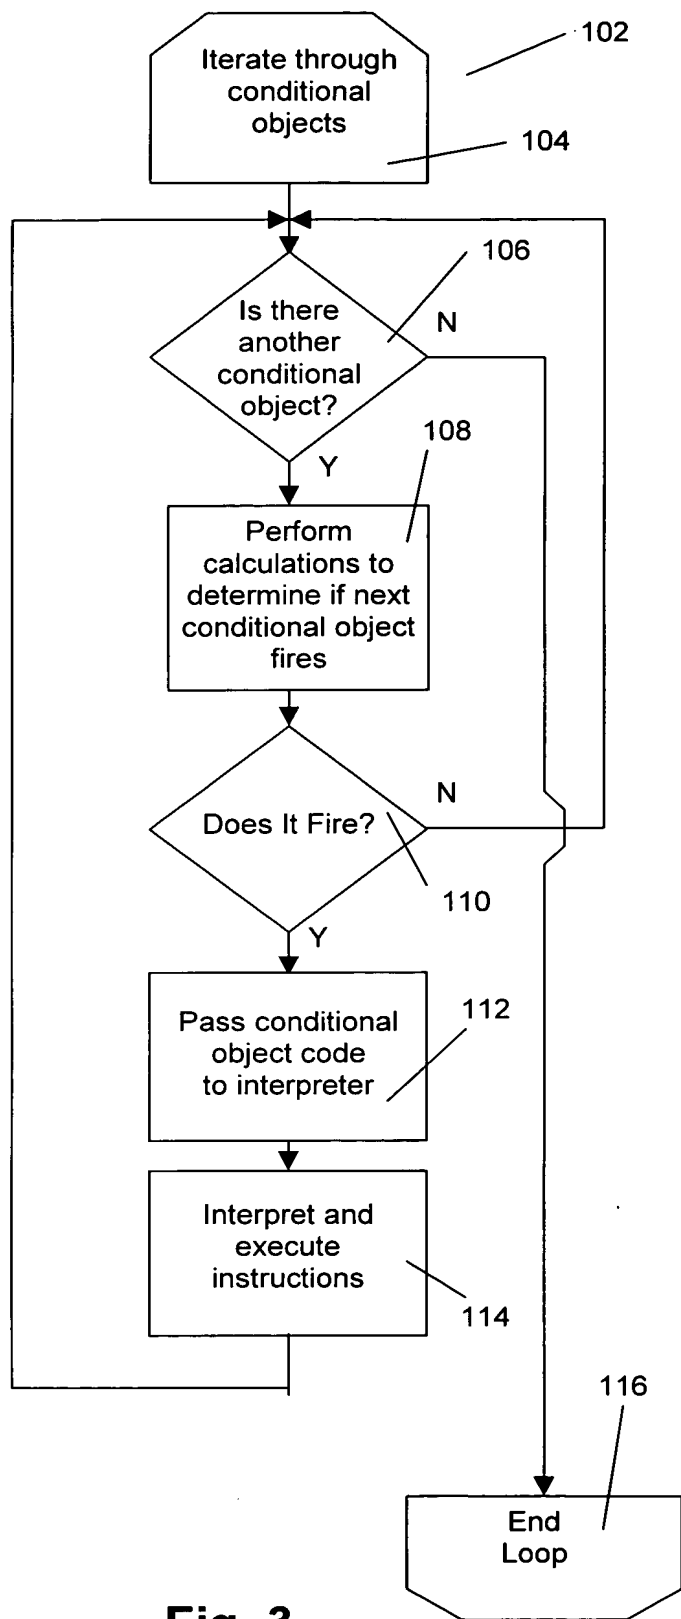 Iterate through
conditional
objects
102
104
106
Is there
another
conditional
object?
N
Y
108
Perform
calculations to
determine if next
conditional object
fires
Does It Fire?
N
110
Y
Pass conditional
object code
to interpreter
112
Interpret and
execute
instructions
114
116
End
Loop
Fig. 3